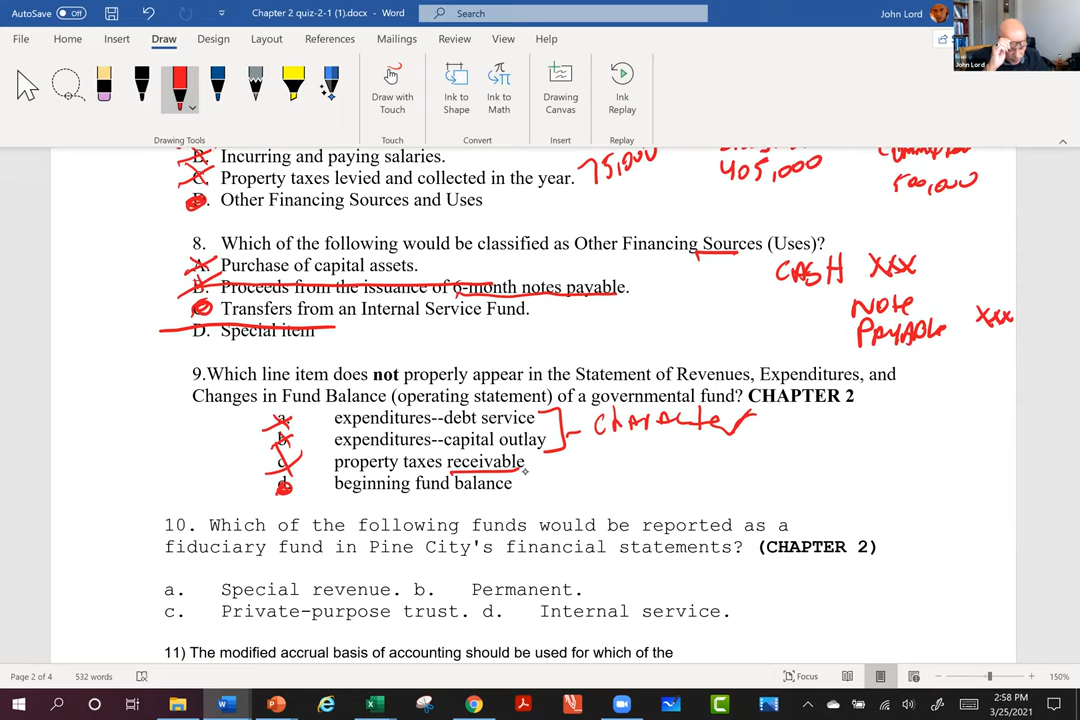 AutoSave Off Chapter 2 quiz-2-1 (1).docx - Word Search John Lord
File Home Insert Draw Design Layout References Mailings Review View Help
Draw with Touch Ink to Shape Ink to Math Drawing Canvas Ink Replay
Drawing Tools Touch Convert Insert Replay
John Lord
B. Incurring and paying salaries.
75,000 405,000
C. Property taxes levied and collected in the year.
500,000
Other Financing Sources and Uses
8. Which of the following would be classified as Other Financing Sources (Uses)?
A. Purchase of capital assets.
CASH XXX
B. Proceeds from the issuance of 6-month notes payable.
Transfers from an Internal Service Fund.
NOTE
PAYABLE XXX
D. Special item
9.Which line item does not properly appear in the Statement of Revenues, Expenditures, and
Changes in Fund Balance (operating statement) of a governmental fund? CHAPTER 2
a. expenditures--debt service
character
b. expenditures--capital outlay
c. property taxes receivable
d. beginning fund balance
10. Which of the following funds would be reported as a
fiduciary fund in Pine City's financial statements? (CHAPTER 2)
a. Special revenue. b. Permanent.
c. Private-purpose trust. d. Internal service.
11) The modified accrual basis of accounting should be used for which of the
Page 2 of 4 532 words Focus 150%
2:58 PM
3/25/2021